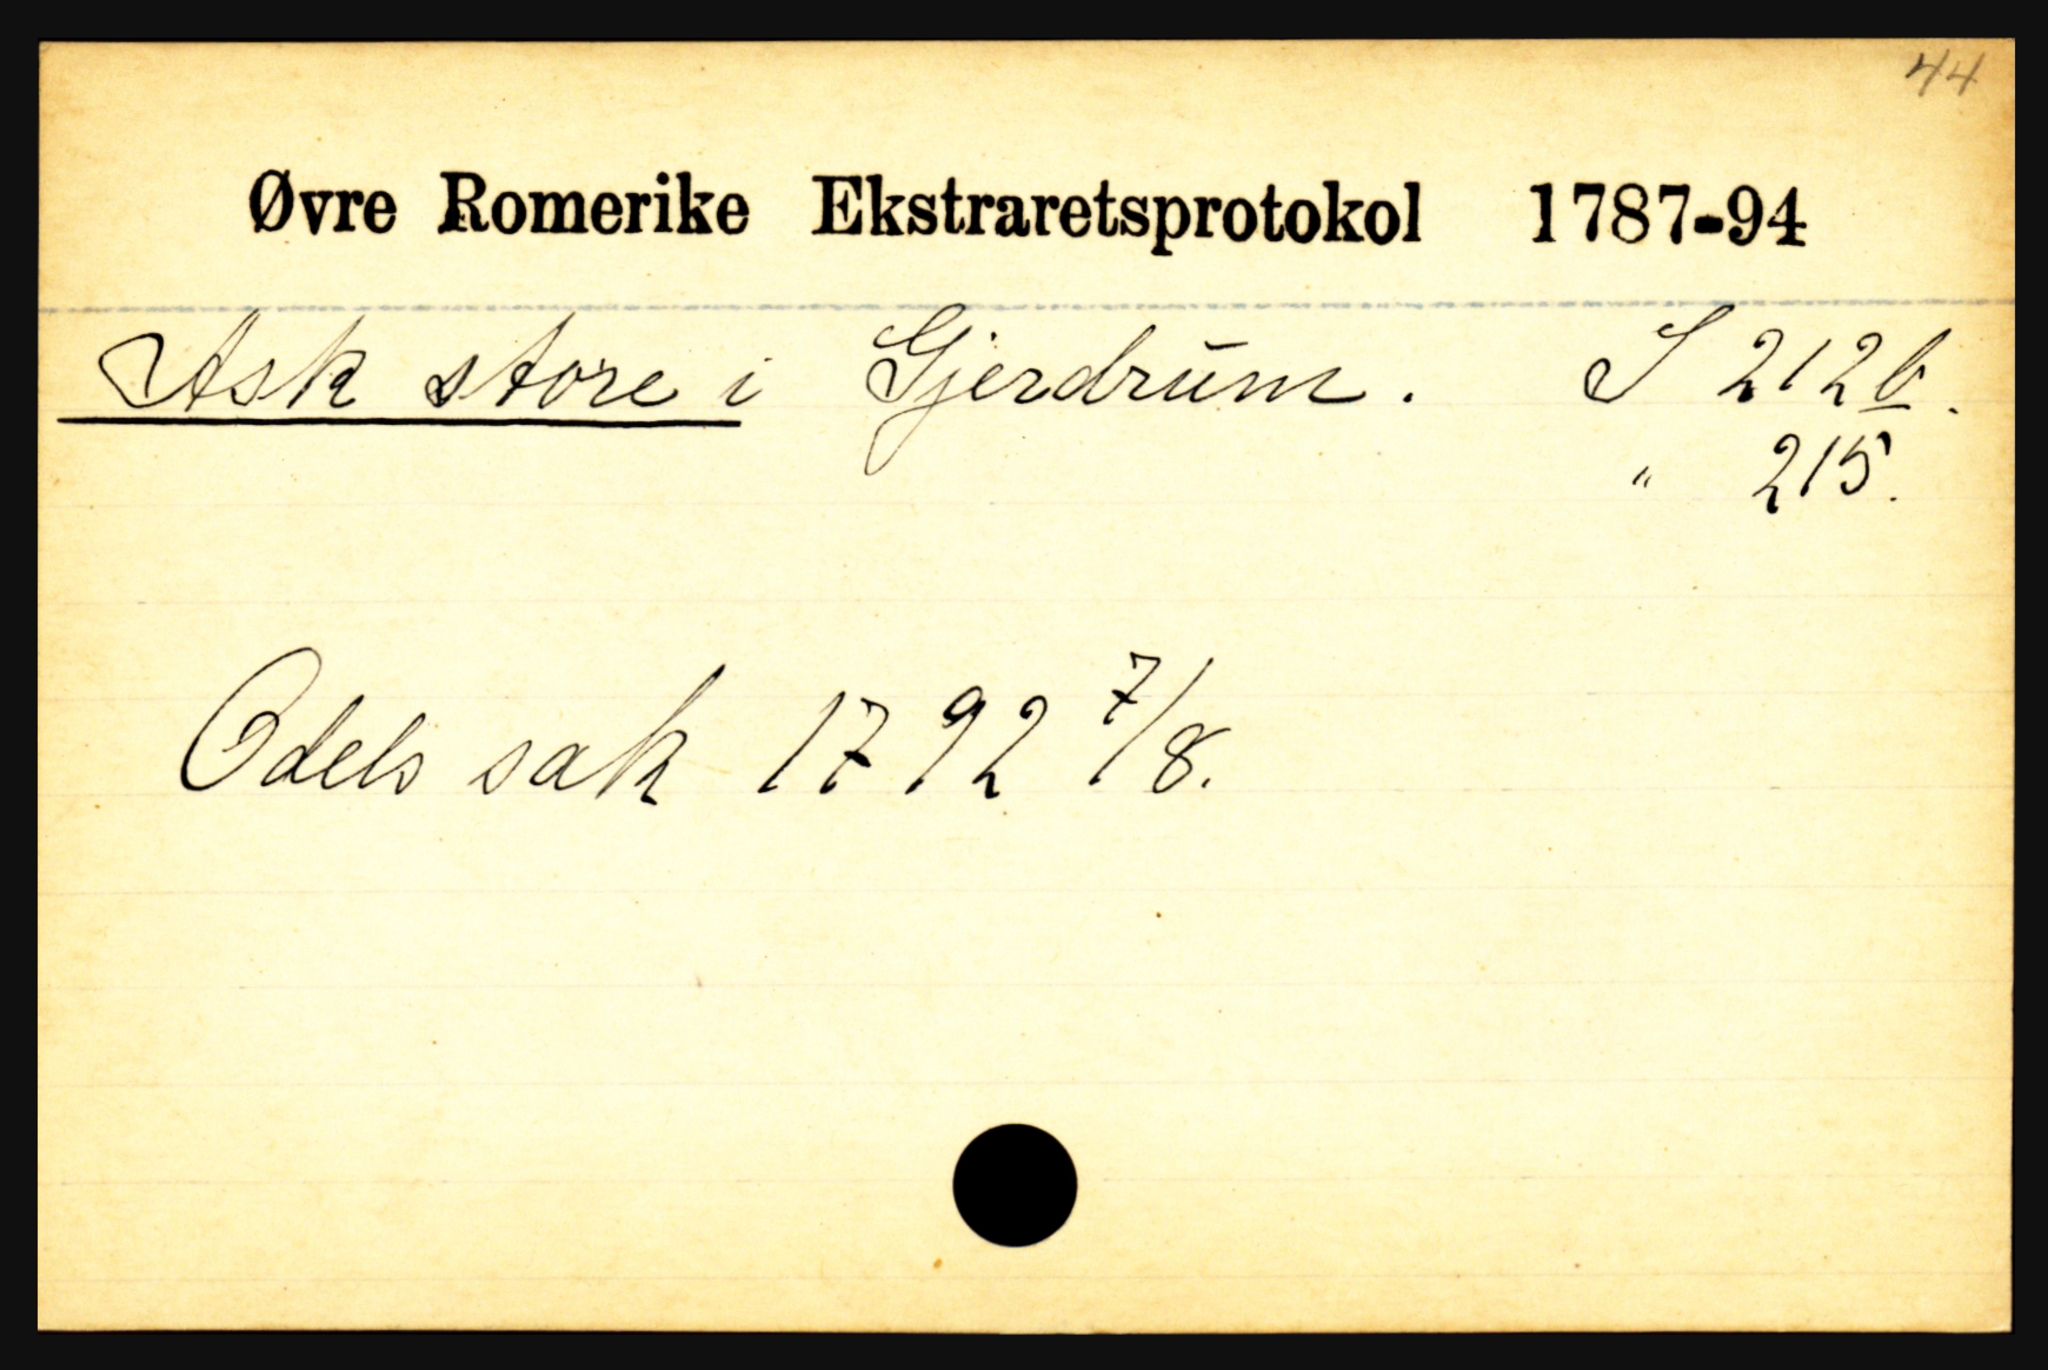 44
Øvre Romerike Ekstraretsprotokol 1787-94
Ask store i Gjerdrum. S 212b.
" 215.
Odels sak 1792 7/8.